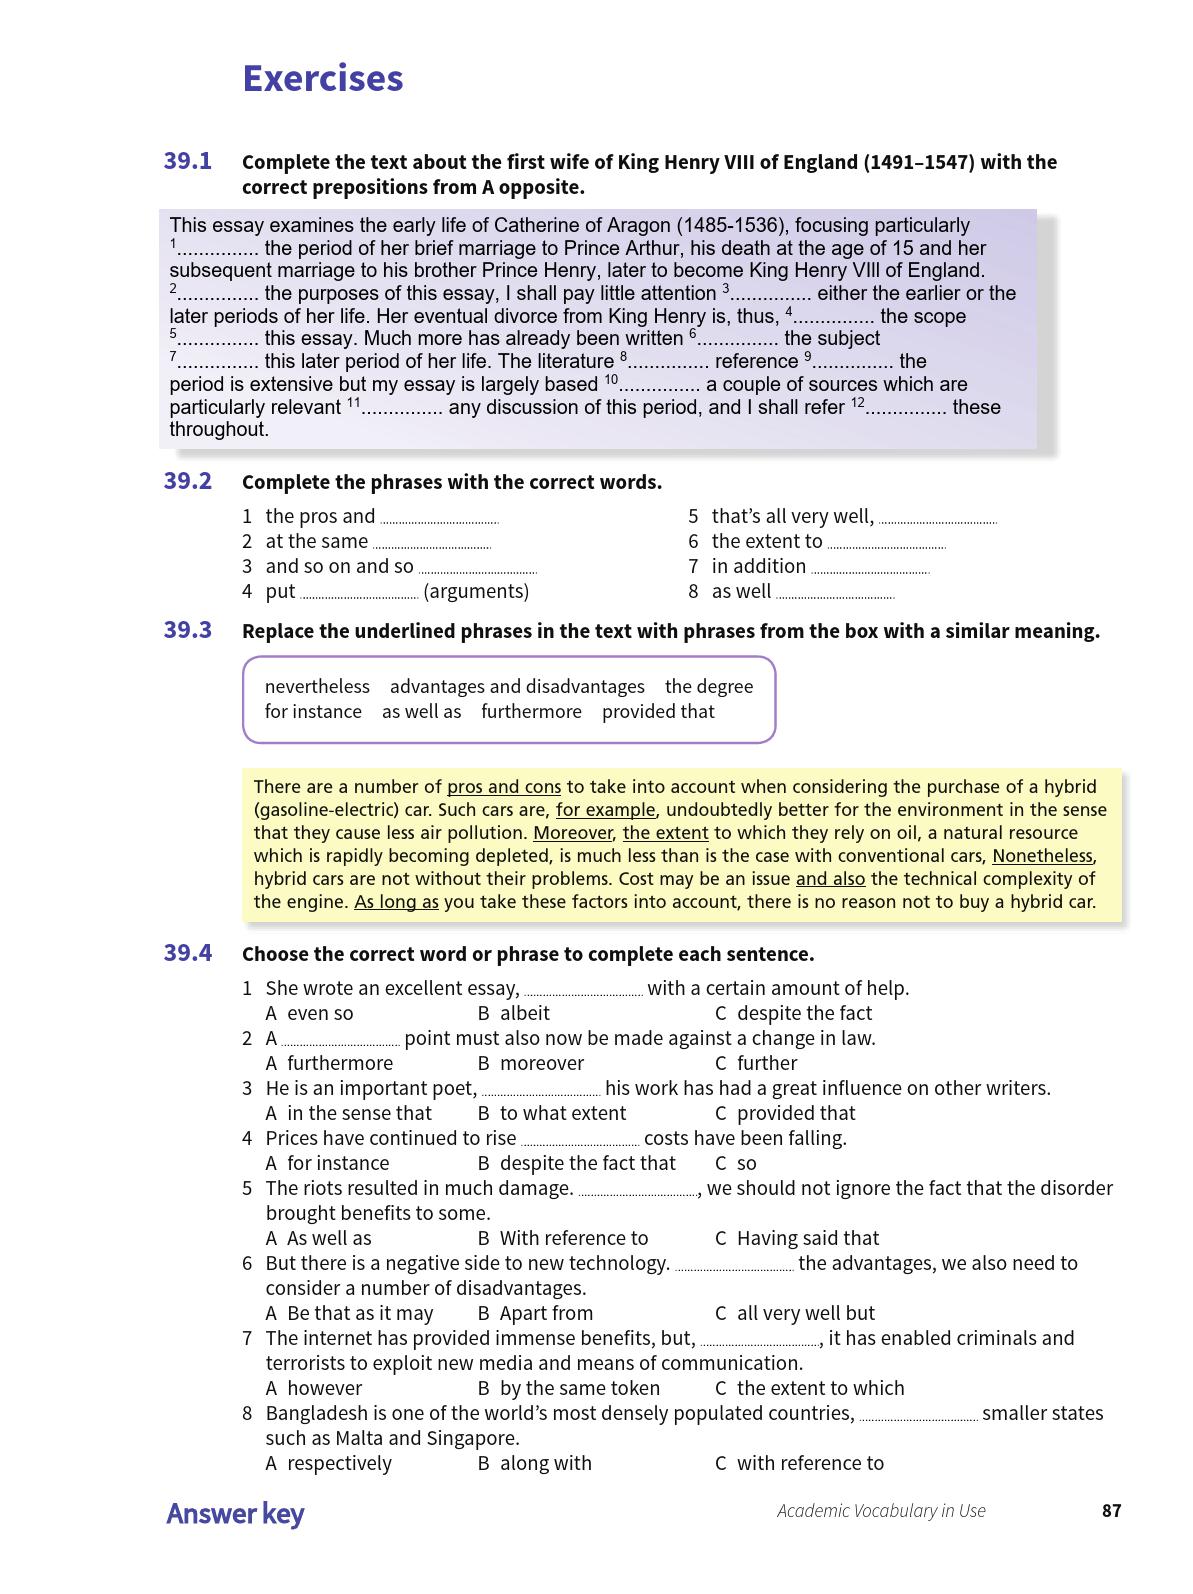 Exercises
39.1 Complete the text about the first wife of King Henry VIII of England (1491–1547) with the
correct prepositions from A opposite.
This essay examines the early life of Catherine of Aragon (1485-1536), focusing particularly
1............... the period of her brief marriage to Prince Arthur, his death at the age of 15 and her
subsequent marriage to his brother Prince Henry, later to become King Henry VIII of England.
2............... the purposes of this essay, I shall pay little attention 3............... either the earlier or the
later periods of her life. Her eventual divorce from King Henry is, thus, 4............... the scope
5............... this essay. Much more has already been written 6............... the subject
7............... this later period of her life. The literature 8............... reference 9............... the
period is extensive but my essay is largely based 10............... a couple of sources which are
particularly relevant 11............... any discussion of this period, and I shall refer 12............... these
throughout.
39.2 Complete the phrases with the correct words.
1 the pros and ...............
2 at the same ...............
3 and so on and so ...............
4 put ............... (arguments)
5 that's all very well, ...............
6 the extent to ...............
7 in addition ...............
8 as well ...............
39.3 Replace the underlined phrases in the text with phrases from the box with a similar meaning.
nevertheless advantages and disadvantages the degree
for instance as well as furthermore provided that
There are a number of pros and cons to take into account when considering the purchase of a hybrid
(gasoline-electric) car. Such cars are, for example, undoubtedly better for the environment in the sense
that they cause less air pollution. Moreover, the extent to which they rely on oil, a natural resource
which is rapidly becoming depleted, is much less than is the case with conventional cars, Nonetheless,
hybrid cars are not without their problems. Cost may be an issue and also the technical complexity of
the engine. As long as you take these factors into account, there is no reason not to buy a hybrid car.
39.4 Choose the correct word or phrase to complete each sentence.
1 She wrote an excellent essay, ............... with a certain amount of help.
A even so B albeit C despite the fact
2 A ............... point must also now be made against a change in law.
A furthermore B moreover C further
3 He is an important poet, ............... his work has had a great influence on other writers.
A in the sense that B to what extent C provided that
4 Prices have continued to rise ............... costs have been falling.
A for instance B despite the fact that C so
5 The riots resulted in much damage. ..............., we should not ignore the fact that the disorder
brought benefits to some.
A As well as B With reference to C Having said that
6 But there is a negative side to new technology. ............... the advantages, we also need to
consider a number of disadvantages.
A Be that as it may B Apart from C all very well but
7 The internet has provided immense benefits, but, ..............., it has enabled criminals and
terrorists to exploit new media and means of communication.
A however B by the same token C the extent to which
8 Bangladesh is one of the world's most densely populated countries, ............... smaller states
such as Malta and Singapore.
A respectively B along with C with reference to
Answer key Academic Vocabulary in Use 87